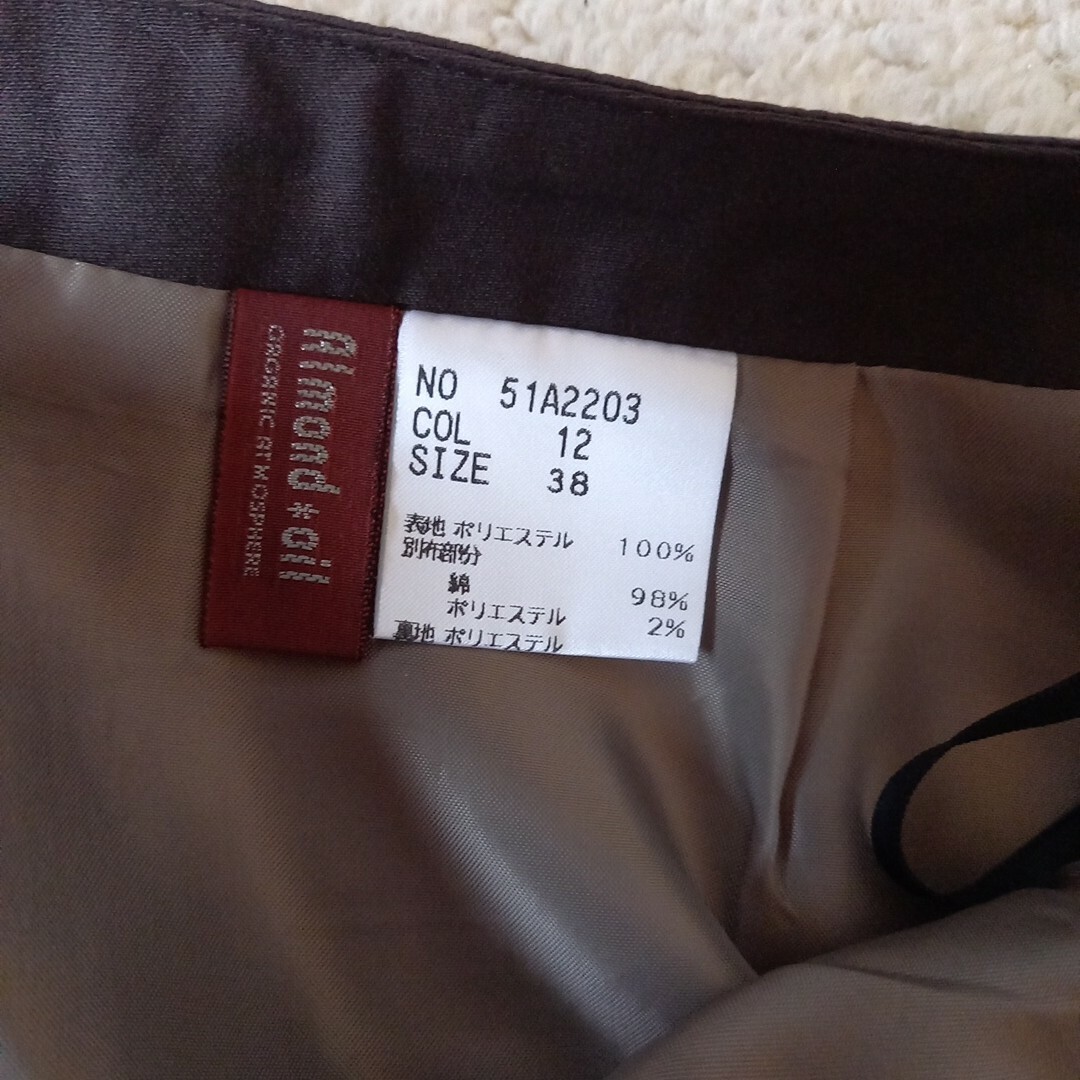 Almond＊ail
ORGANIC ATMOSPHERE
NO 51A2203
COL 12
SIZE 38
表地 ポリエステル 100%
別布部分
綿 98%
ポリエステル 2%
裏地 ポリエステル